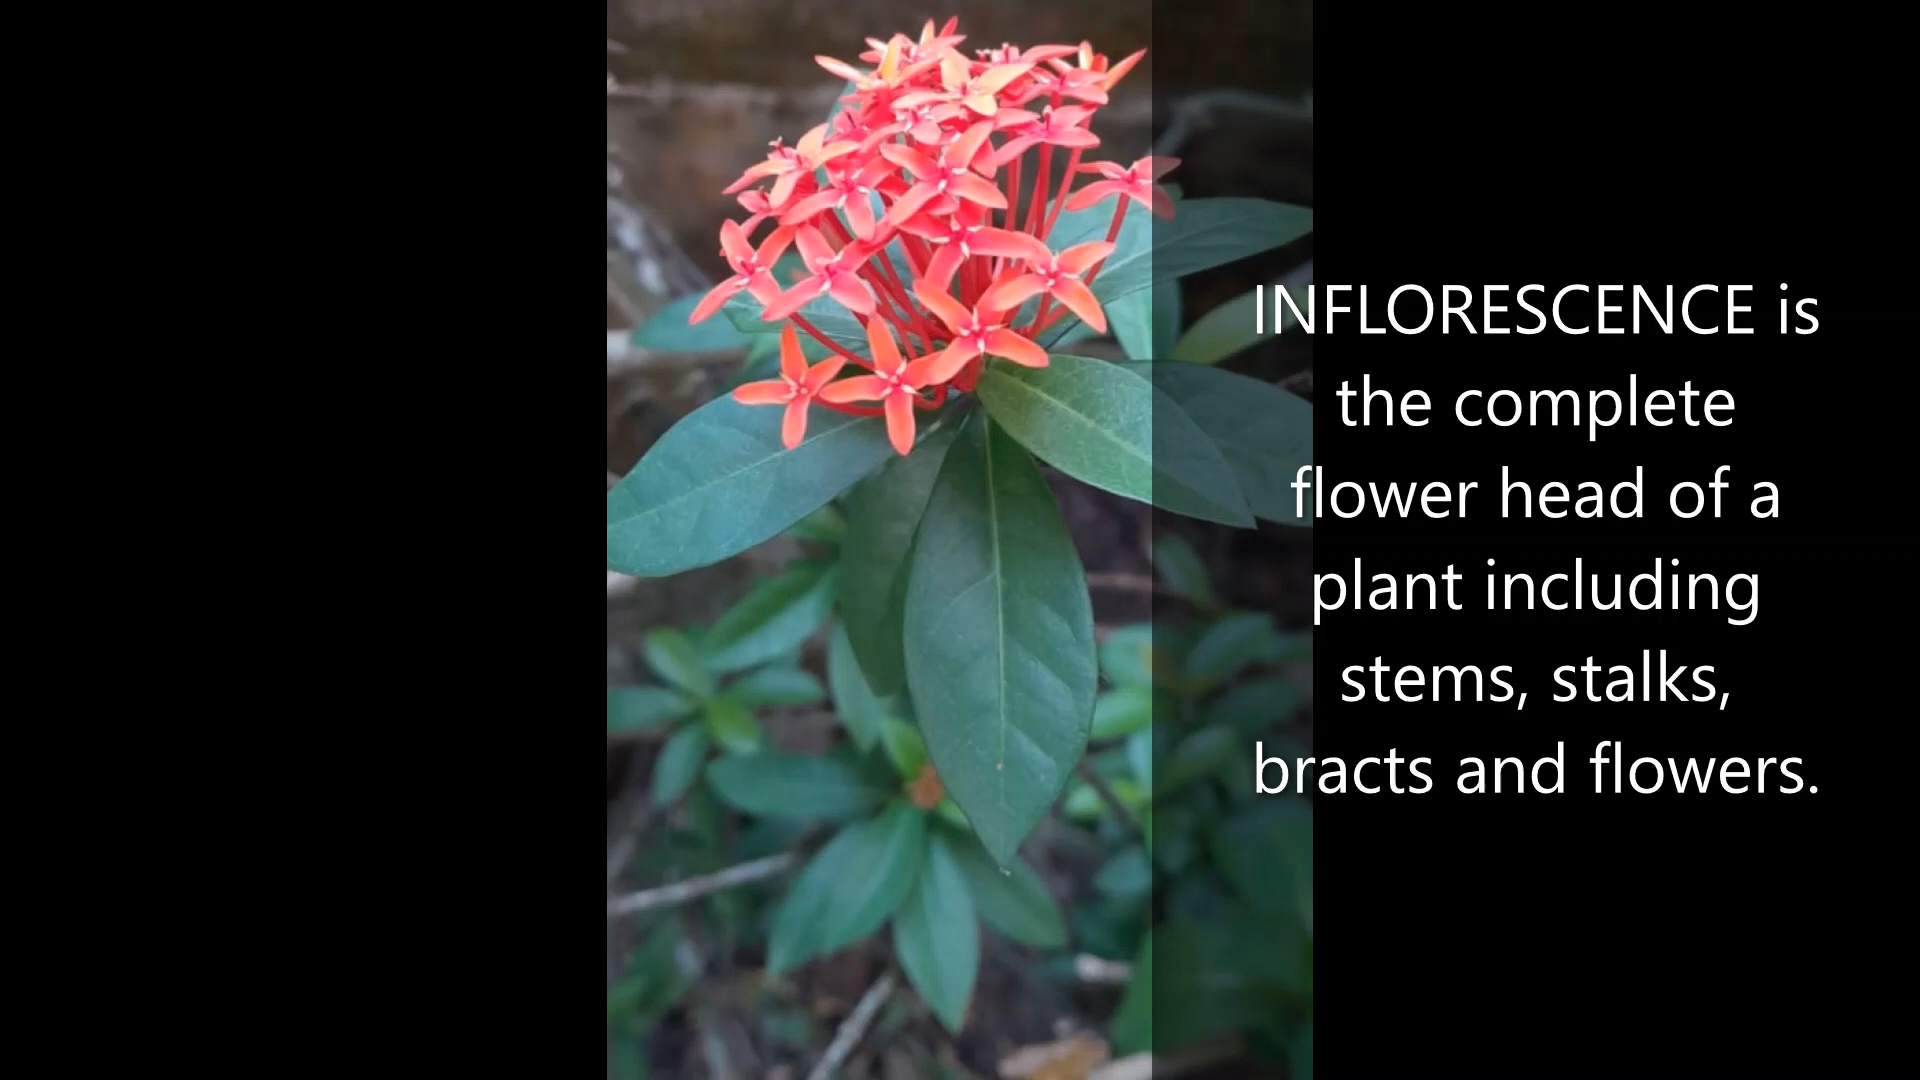 INFLORESCENCE is
the complete
flower head of a
plant including
stems, stalks,
bracts and flowers.